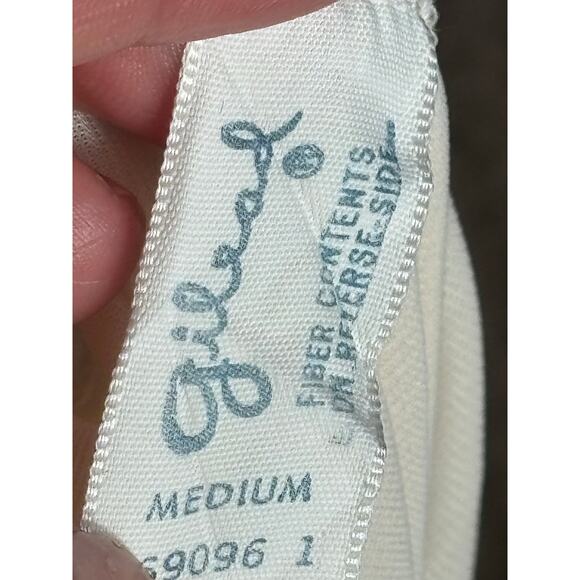 gilead®
FIBER CONTENTS
ON REVERSE SIDE
MEDIUM
69096 1